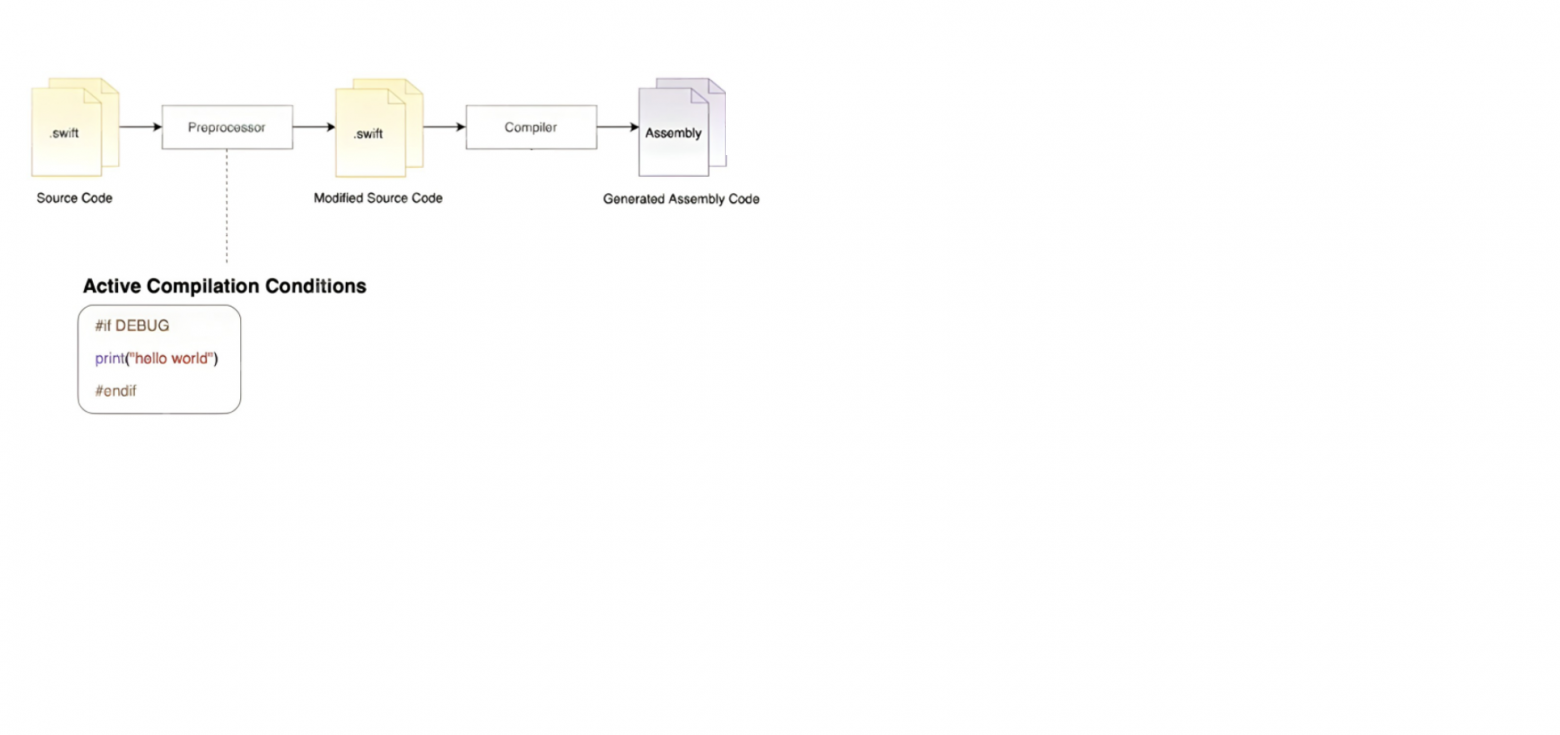 .swift
Preprocessor
.swift
Compiler
Assembly
Source Code
Modified Source Code
Generated Assembly Code
Active Compilation Conditions
#if DEBUG
print("hello world")
#endif